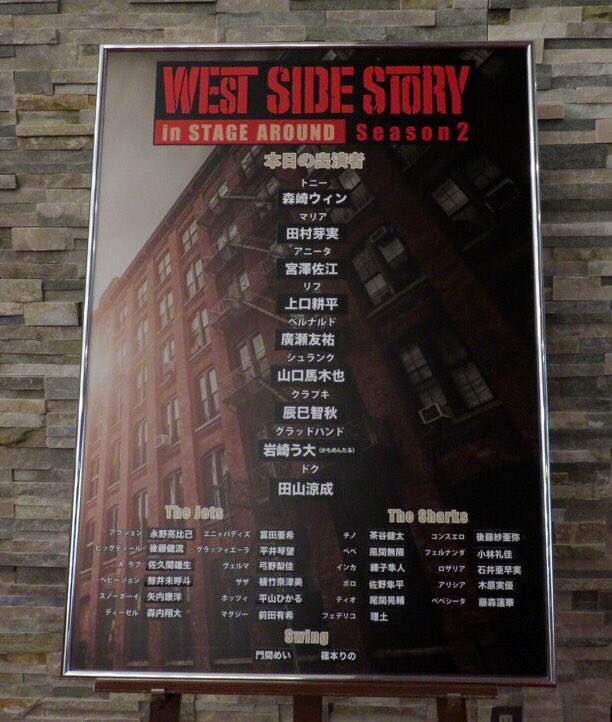 WEST SIDE STORY
in STAGE AROUND Season2
本日の出演者
トニー
森崎ウィン
マリア
田村芽実
アニータ
宮澤佐江
リフ
上口耕平
ベルナルド
廣瀬友祐
シュランク
山口馬木也
クラプキ
辰巳智秋
グラッドハンド
岩崎う大(かもめんたる)
ドク
田山涼成
The Jets
アクション 永野亮比己 エニィバディズ 富田亜希
ビッグディール 後藤健流 グラッツィエーラ 平井琴望
A ラブ 佐久間雄生 ヴェルマ 弓野梨佳
ベビージョン 鯨井未呼斗 ザザ 植竹奈津美
スノーボーイ 矢内康洋 ホッツィ 平山ひかる
ディーゼル 森内翔大 マグジー 前田有希
The Sharks
チノ 茶谷健太 コンスエロ 後藤紗亜弥
ペペ 風間無限 フェルナンダ 小林礼佳
インカ 隼人 ロザリア 石井亜早実
ボロ 佐野隼平 アリシア 木原実優
ティオ 尾関晃輔 ペペシータ 藤森蓮華
フェデリコ 理土
Swing
門間めい 篠本りの